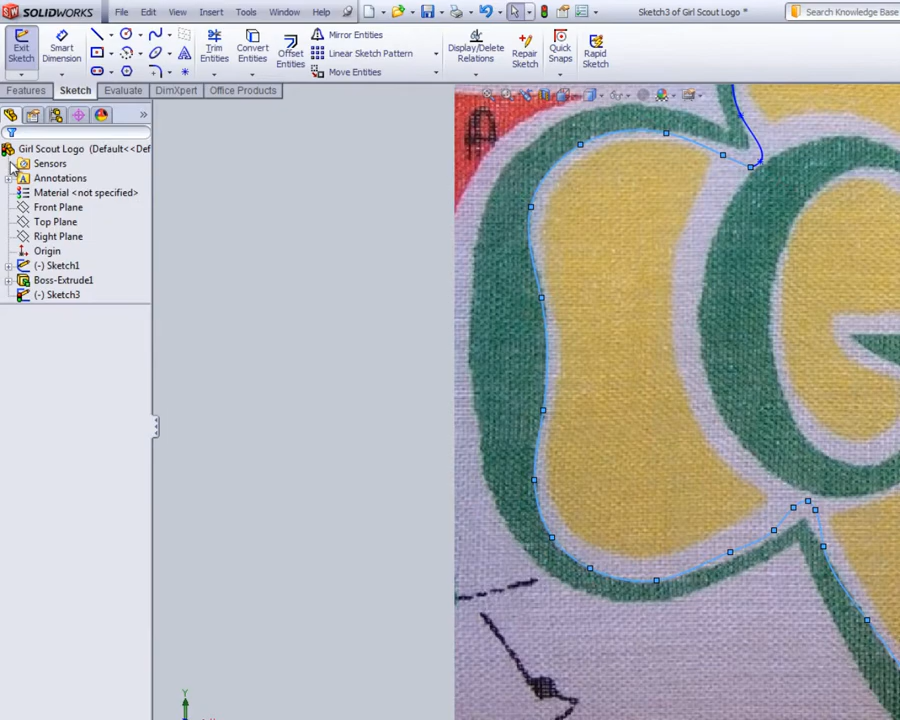 SOLIDWORKS File Edit View Insert Tools Window Help Sketch3 of Girl Scout Logo * Search Knowledge Base
Exit Sketch Smart Dimension Trim Entities Convert Entities Offset Entities Mirror Entities Linear Sketch Pattern Move Entities Display/Delete Relations Repair Sketch Quick Snaps Rapid Sketch
Features Sketch Evaluate DimXpert Office Products
Girl Scout Logo (Default<<Def
Sensors
Annotations
Material <not specified>
Front Plane
Top Plane
Right Plane
Origin
(-) Sketch1
Boss-Extrude1
(-) Sketch3
A
G
Y